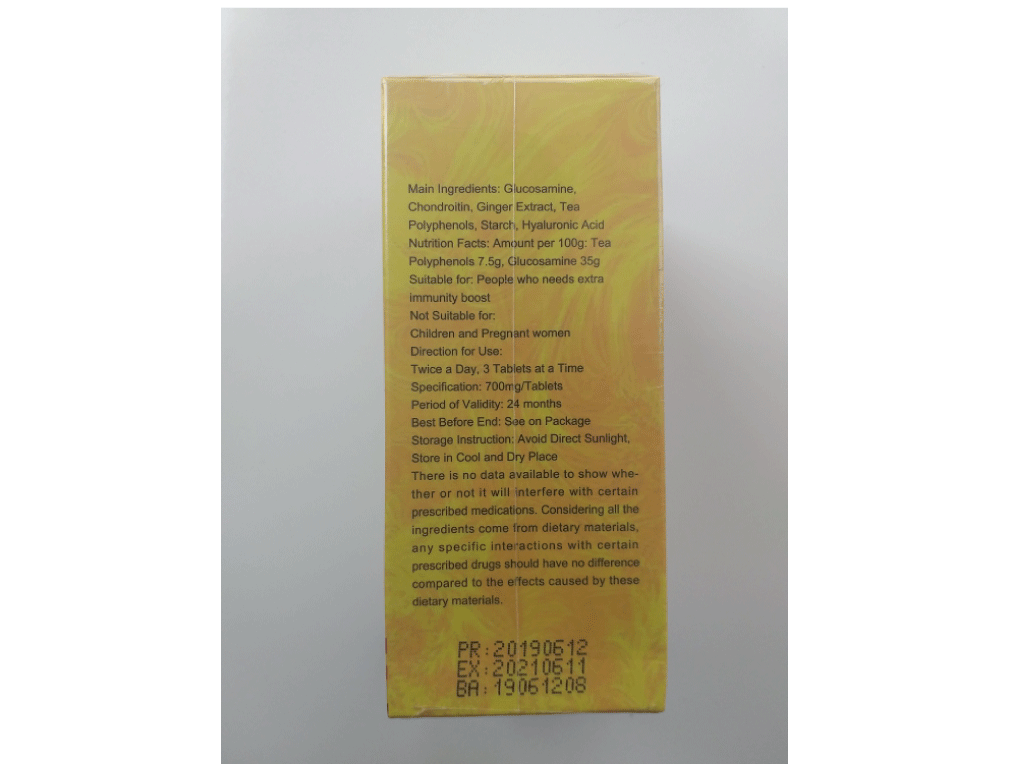 Main Ingredients: Glucosamine,
Chondroitin, Ginger Extract, Tea
Polyphenols, Starch, Hyaluronic Acid
Nutrition Facts: Amount per 100g: Tea
Polyphenols 7.5g, Glucosamine 35g
Suitable for: People who needs extra
immunity boost
Not Suitable for:
Children and Pregnant women
Direction for Use:
Twice a Day, 3 Tablets at a Time
Specification: 700mg/Tablets
Period of Validity: 24 months
Best Before End: See on Package
Storage Instruction: Avoid Direct Sunlight,
Store in Cool and Dry Place
There is no data available to show whe-
ther or not it will interfere with certain
prescribed medications. Considering all the
ingredients come from dietary materials,
any specific interactions with certain
prescribed drugs should have no difference
compared to the effects caused by these
dietary materials.
PR:20190612
EX:20210611
BA:19061208